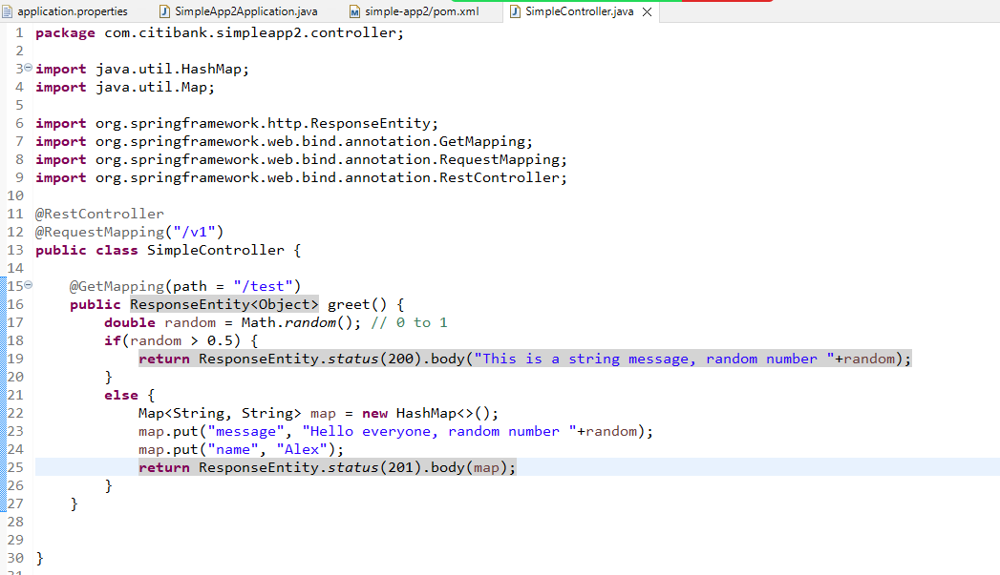 application.properties SimpleApp2Application.java simple-app2/pom.xml SimpleController.java
1 package com.citibank.simpleapp2.controller;
2
3 import java.util.HashMap;
4 import java.util.Map;
5
6 import org.springframework.http.ResponseEntity;
7 import org.springframework.web.bind.annotation.GetMapping;
8 import org.springframework.web.bind.annotation.RequestMapping;
9 import org.springframework.web.bind.annotation.RestController;
10
11 @RestController
12 @RequestMapping("/v1")
13 public class SimpleController {
14
15     @GetMapping(path = "/test")
16     public ResponseEntity<Object> greet() {
17         double random = Math.random(); // 0 to 1
18         if(random > 0.5) {
19             return ResponseEntity.status(200).body("This is a string message, random number "+random);
20         }
21         else {
22             Map<String, String> map = new HashMap<>();
23             map.put("message", "Hello everyone, random number "+random);
24             map.put("name", "Alex");
25             return ResponseEntity.status(201).body(map);
26         }
27     }
28
29
30 }
31